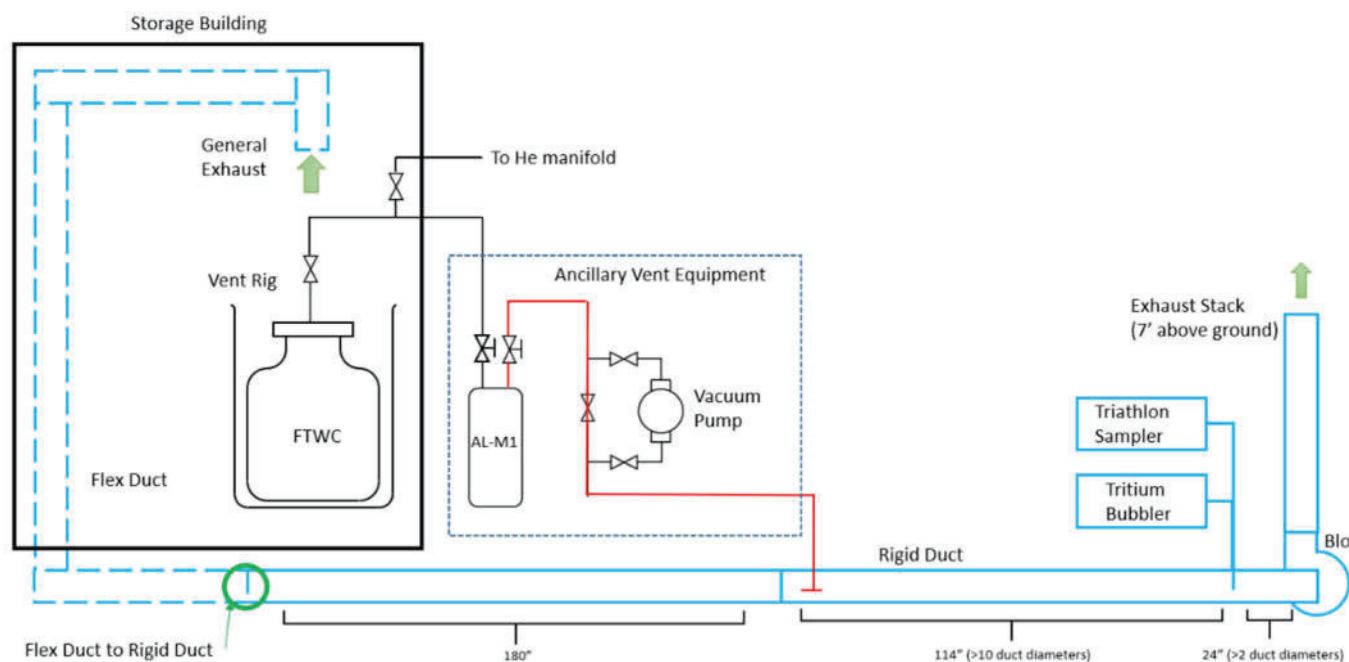 Storage Building
General
Exhaust
To He manifold
Vent Rig
Ancillary Vent Equipment
Exhaust Stack
(7’ above ground)
FTWC
AL-M1
Vacuum
Pump
Triathlon
Sampler
Flex Duct
Tritium
Bubbler
Rigid Duct
Blo
Flex Duct to Rigid Duct
180”
114” (>10 duct diameters)
24” (>2 duct diameters)